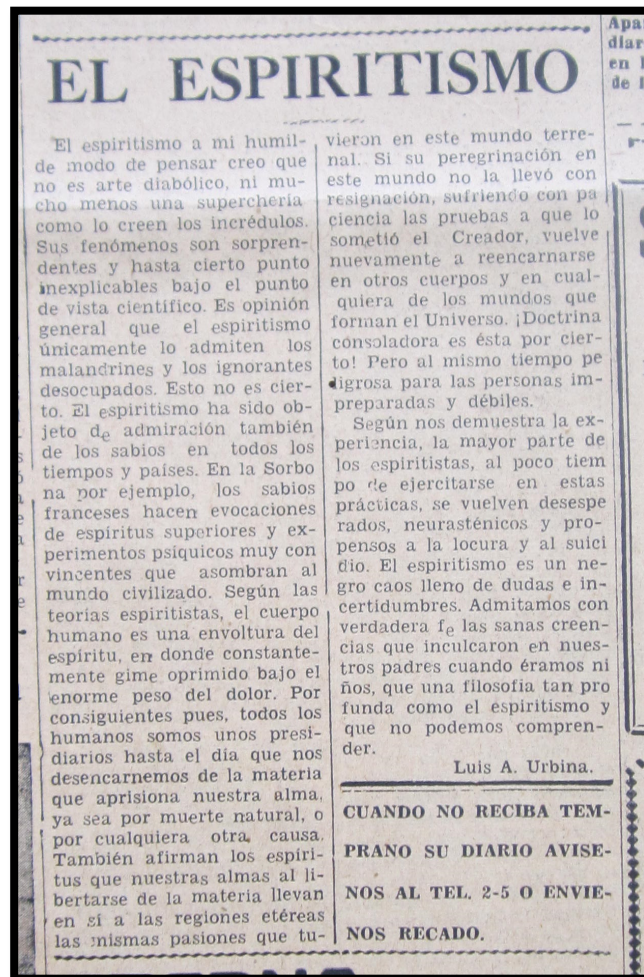 EL ESPIRITISMO
El espiritismo a mi humil-
de modo de pensar creo que
no es arte diabólico, ni mu-
cho menos una superchería
como lo creen los incrédulos.
Sus fenómenos son sorpren-
dentes y hasta cierto punto
inexplicables bajo el punto
de vista científico. Es opinión
general que el espiritismo
únicamente lo admiten los
malandrines y los ignorantes
desocupados. Esto no es cier-
to. El espiritismo ha sido ob-
jeto de admiración también
de los sabios en todos los
tiempos y países. En la Sorbo
na por ejemplo, los sabios
franceses hacen evocaciones
de espíritus superiores y ex-
perimentos psíquicos muy con
vincentes que asombran al
mundo civilizado. Según las
teorías espiritistas, el cuerpo
humano es una envoltura del
espíritu, en donde constante-
mente gime oprimido bajo el
enorme peso del dolor. Por
consiguientes pues, todos los
humanos somos unos presi-
diarios hasta el día que nos
desencarnemos de la materia
que aprisiona nuestra alma,
ya sea por muerte natural, o
por cualquiera otra causa.
También afirman los espíri-
tus que nuestras almas al li-
bertarse de la materia llevan
en sí a las regiones etéreas
las mismas pasiones que tu-
vieron en este mundo terre-
nal. Si su peregrinación en
este mundo no la llevó con
resignación, sufriendo con pa
ciencia las pruebas a que lo
sometió el Creador, vuelve
nuevamente a reencarnarse
en otros cuerpos y en cual-
quiera de los mundos que
forman el Universo. ¡Doctrina
consoladora es ésta por cier-
to! Pero al mismo tiempo pe
ligrosa para las personas im-
preparadas y débiles.
Según nos demuestra la ex-
periencia, la mayor parte de
los espiritistas, al poco tiem
po de ejercitarse en estas
prácticas, se vuelven desespe
rados, neurasténicos y pro-
pensos a la locura y al suici
dio. El espiritismo es un ne-
gro caos lleno de dudas e in-
certidumbres. Admitamos con
verdadera fe las sanas creen-
cias que inculcaron en nues-
tros padres cuando éramos ni
ños, que una filosofía tan pro
funda como el espiritismo y
que no podemos compren-
der.
Luis A. Urbina.
CUANDO NO RECIBA TEM-
PRANO SU DIARIO AVISE-
NOS AL TEL. 2-5 O ENVIE-
NOS RECADO.